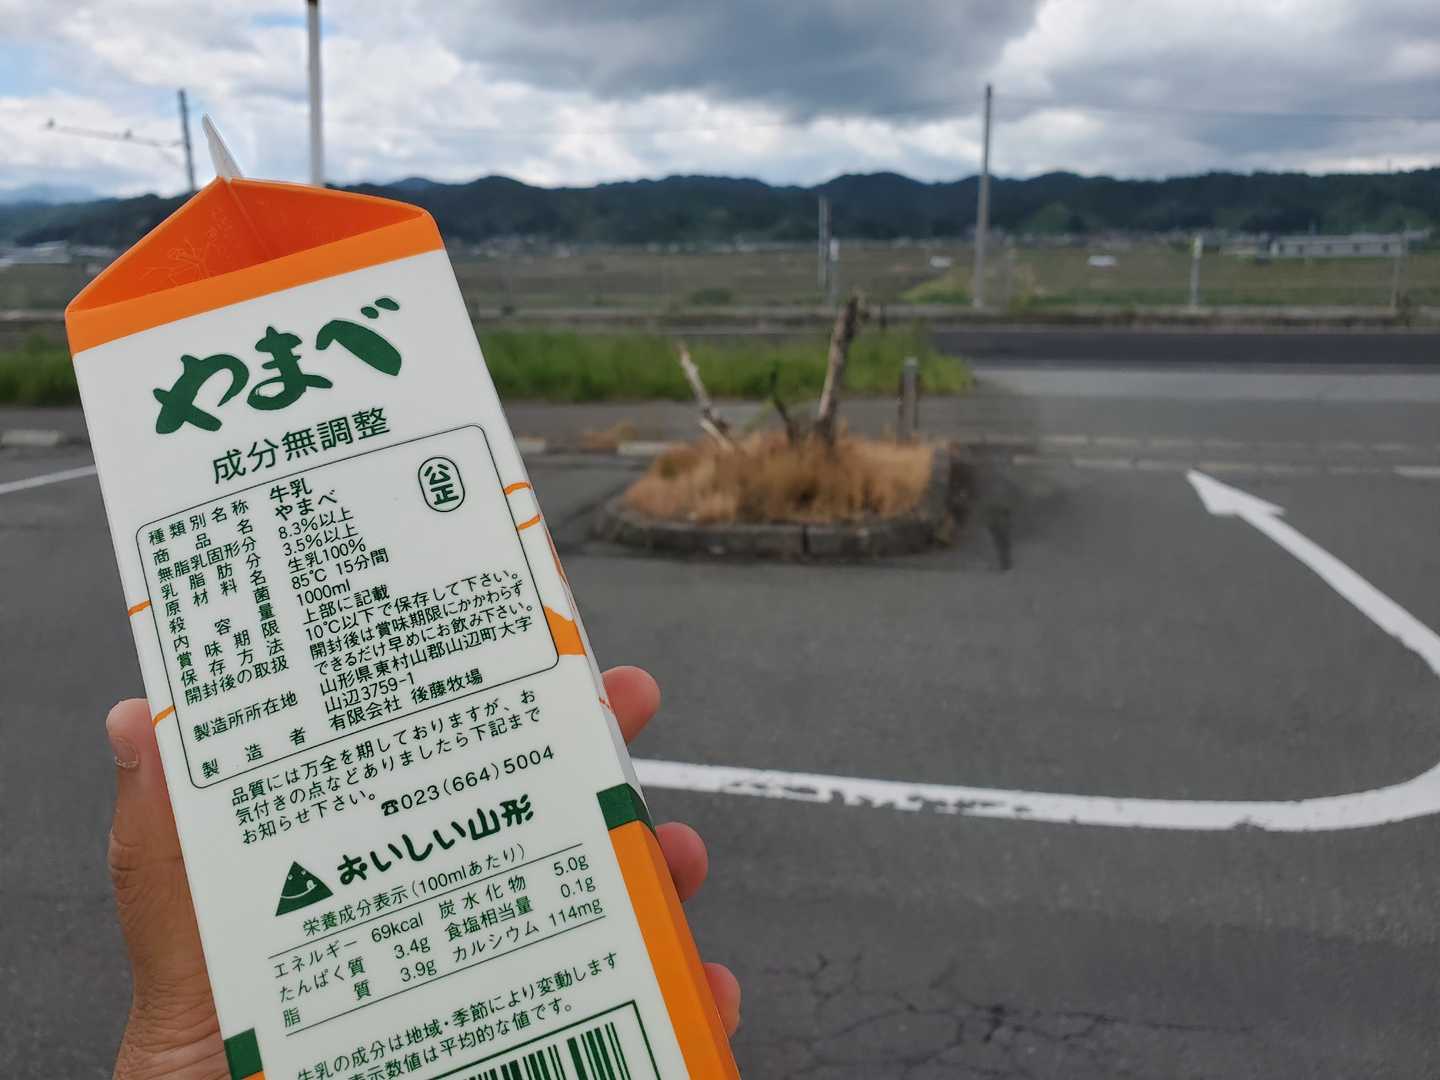 やまべ
成分無調整
公正
種類別名称 牛乳
商品名 やまべ
無脂乳固形分 8.3%以上
乳脂肪分 3.5%以上
原材料名 生乳100%
殺菌 85℃ 15分間
内容量 1000ml
賞味期限 上部に記載
保存方法 10℃以下で保存して下さい。
開封後の取扱 開封後は賞味期限にかかわらず
できるだけ早めにお飲み下さい。
製造所所在地 山形県東村山郡山辺町大字
山辺3759-1
製造者 有限会社 後藤牧場
品質には万全を期しておりますが、お
気付きの点などありましたら下記まで
お知らせ下さい。
☎023(664)5004
おいしい山形
栄養成分表示(100mlあたり)
エネルギー 69kcal 炭水化物 5.0g
たんぱく質 3.4g 食塩相当量 0.1g
脂質 3.9g カルシウム 114mg
牛乳の成分は地域・季節により変動します
表示数値は平均的な値です。